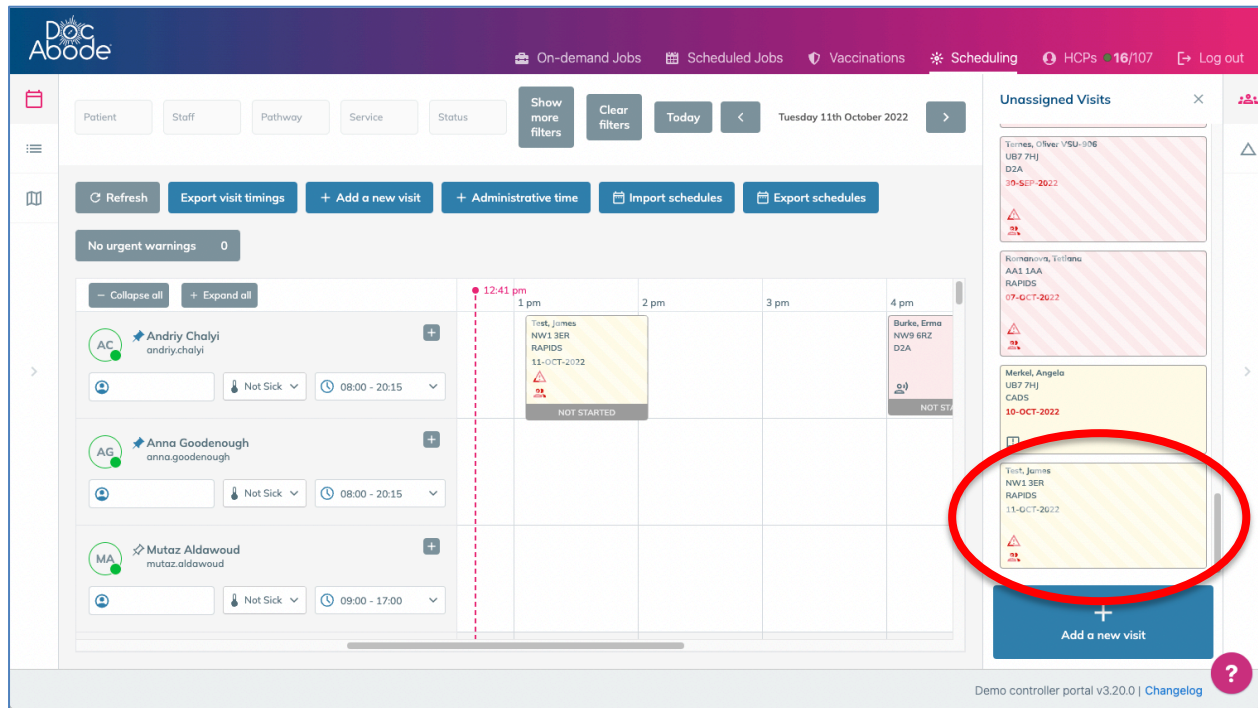 Doc
Abode
On-demand Jobs
Scheduled Jobs
Vaccinations
Scheduling
HCPs 16/107
Log out
Patient
Staff
Pathway
Service
Status
Show
more
filters
Clear
filters
Today
<
Tuesday 11th October 2022
>
Refresh
Export visit timings
+ Add a new visit
+ Administrative time
Import schedules
Export schedules
No urgent warnings 0
− Collapse all
+ Expand all
12:41 pm
1 pm
2 pm
3 pm
4 pm
AC
Andriy Chalyi
andriy.chalyi
+
Not Sick
08:00 - 20:15
Test, James
NW1 3ER
RAPIDS
11-OCT-2022
NOT STARTED
Burke, Erma
NW9 6RZ
D2A
NOT STA
AG
Anna Goodenough
anna.goodenough
+
Not Sick
08:00 - 20:15
MA
Mutaz Aldawoud
mutaz.aldawoud
+
Not Sick
09:00 - 17:00
Unassigned Visits
×
Ternes, Oliver VSU-906
UB7 7HJ
D2A
30-SEP-2022
Romanova, Tetiana
AA1 1AA
RAPIDS
07-OCT-2022
Merkel, Angela
UB7 7HJ
CADS
10-OCT-2022
Test, James
NW1 3ER
RAPIDS
11-OCT-2022
+
Add a new visit
?
Demo controller portal v3.20.0 | Changelog